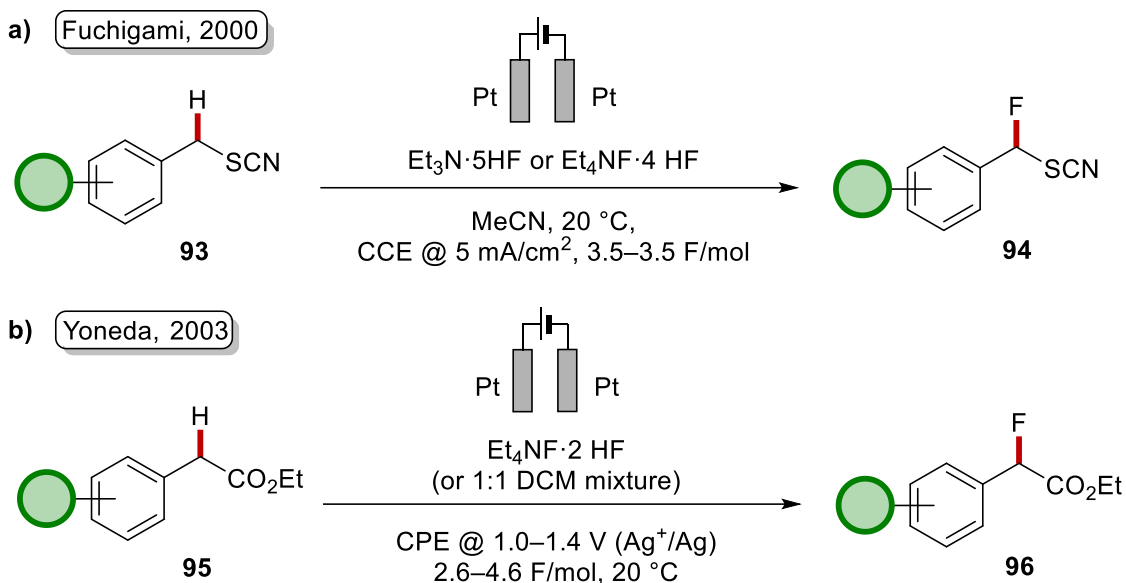 a) Fuchigami, 2000
Pt Pt
H
SCN
93
Et₃N·5HF or Et₄NF·4 HF
MeCN, 20 °C,
CCE @ 5 mA/cm², 3.5–3.5 F/mol
F
SCN
94
b) Yoneda, 2003
Pt Pt
H
CO₂Et
95
Et₄NF·2 HF
(or 1:1 DCM mixture)
CPE @ 1.0–1.4 V (Ag⁺/Ag)
2.6–4.6 F/mol, 20 °C
F
CO₂Et
96